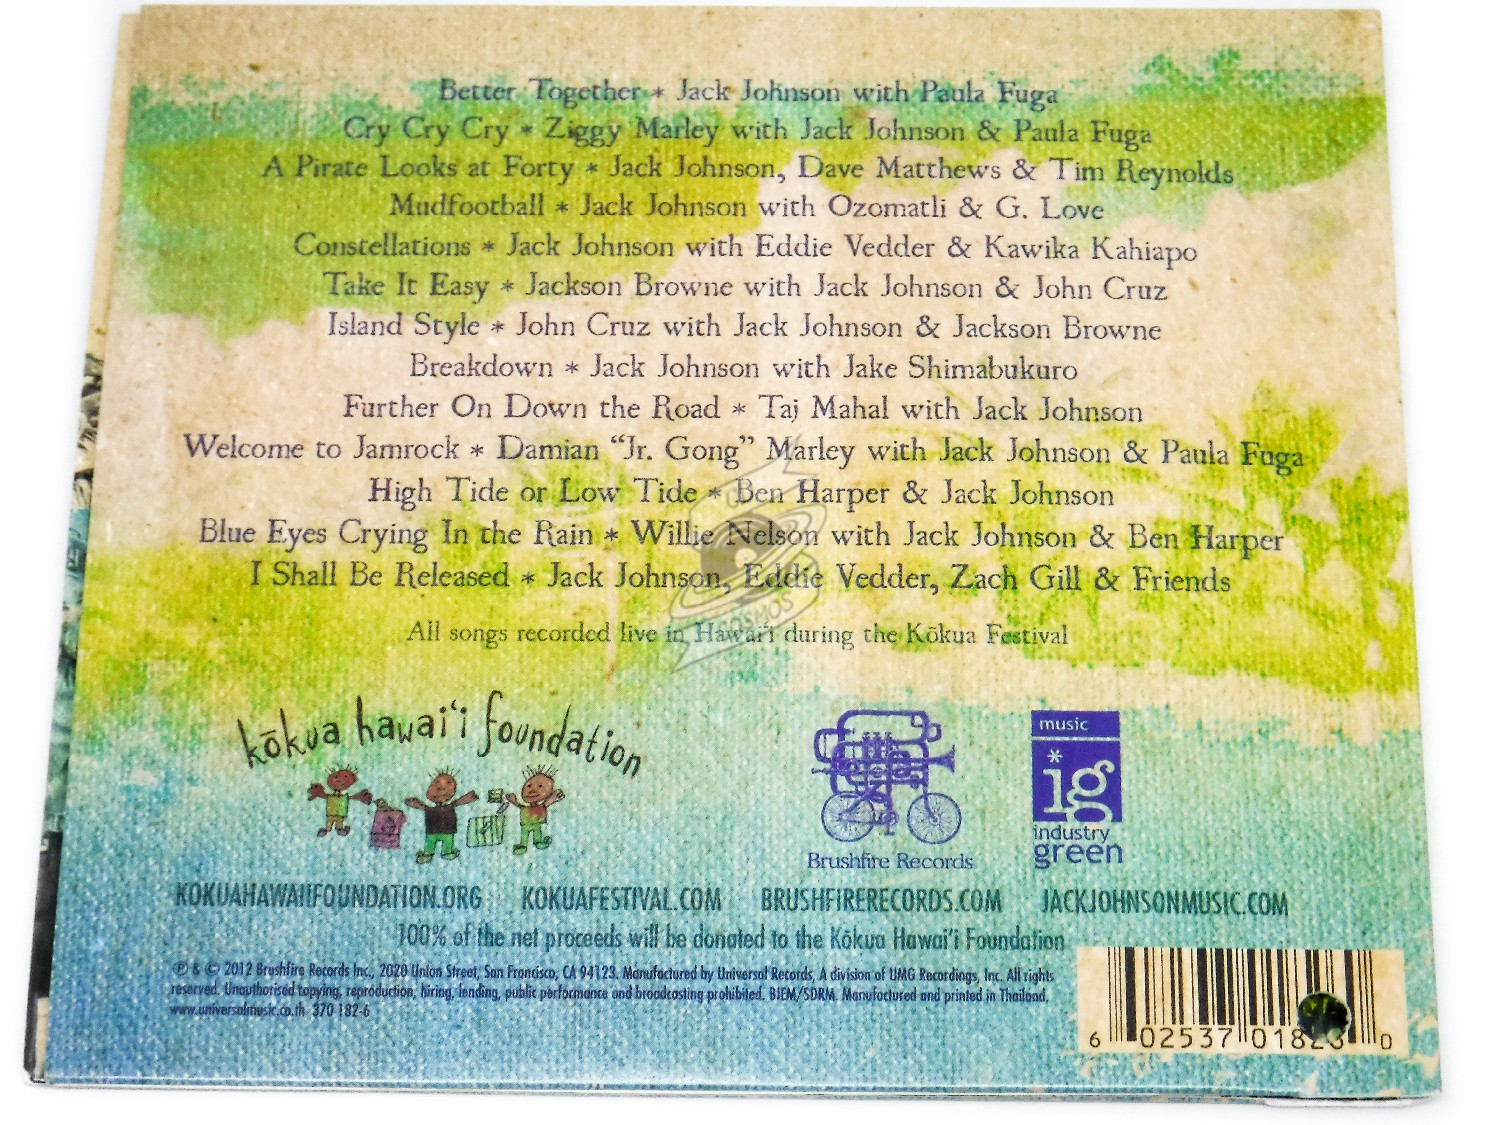 Better Together * Jack Johnson with Paula Fuga
Cry Cry Cry * Ziggy Marley with Jack Johnson & Paula Fuga
A Pirate Looks at Forty * Jack Johnson, Dave Matthews & Tim Reynolds
Mudfootball * Jack Johnson with Ozomatli & G. Love
Constellations * Jack Johnson with Eddie Vedder & Kawika Kahiapo
Take It Easy * Jackson Browne with Jack Johnson & John Cruz
Island Style * John Cruz with Jack Johnson & Jackson Browne
Breakdown * Jack Johnson with Jake Shimabukuro
Further On Down the Road * Taj Mahal with Jack Johnson
Welcome to Jamrock * Damian “Jr. Gong” Marley with Jack Johnson & Paula Fuga
High Tide or Low Tide * Ben Harper & Jack Johnson
Blue Eyes Crying In the Rain * Willie Nelson with Jack Johnson & Ben Harper
I Shall Be Released * Jack Johnson, Eddie Vedder, Zach Gill & Friends
COSMOS
All songs recorded live in Hawai'i during the Kōkua Festival
kōkua hawai‘i foundation
Brushfire Records
music
* ig
industry
green
KOKUAHAWAIIFOUNDATION.ORG KOKUAFESTIVAL.COM BRUSHFIRERECORDS.COM JACKJOHNSONMUSIC.COM
100% of the net proceeds will be donated to the Kōkua Hawai'i Foundation
℗ & © 2012 Brushfire Records Inc., 2020 Union Street, San Francisco, CA 94123. Manufactured by Universal Records, A division of UMG Recordings, Inc. All rights
reserved. Unauthorised copying, reproduction, hiring, lending, public performance and broadcasting prohibited. BIEM/SDRM. Manufactured and printed in Thailand.
www.universalmusic.co.th 370 182-6
6 02537 01826 0